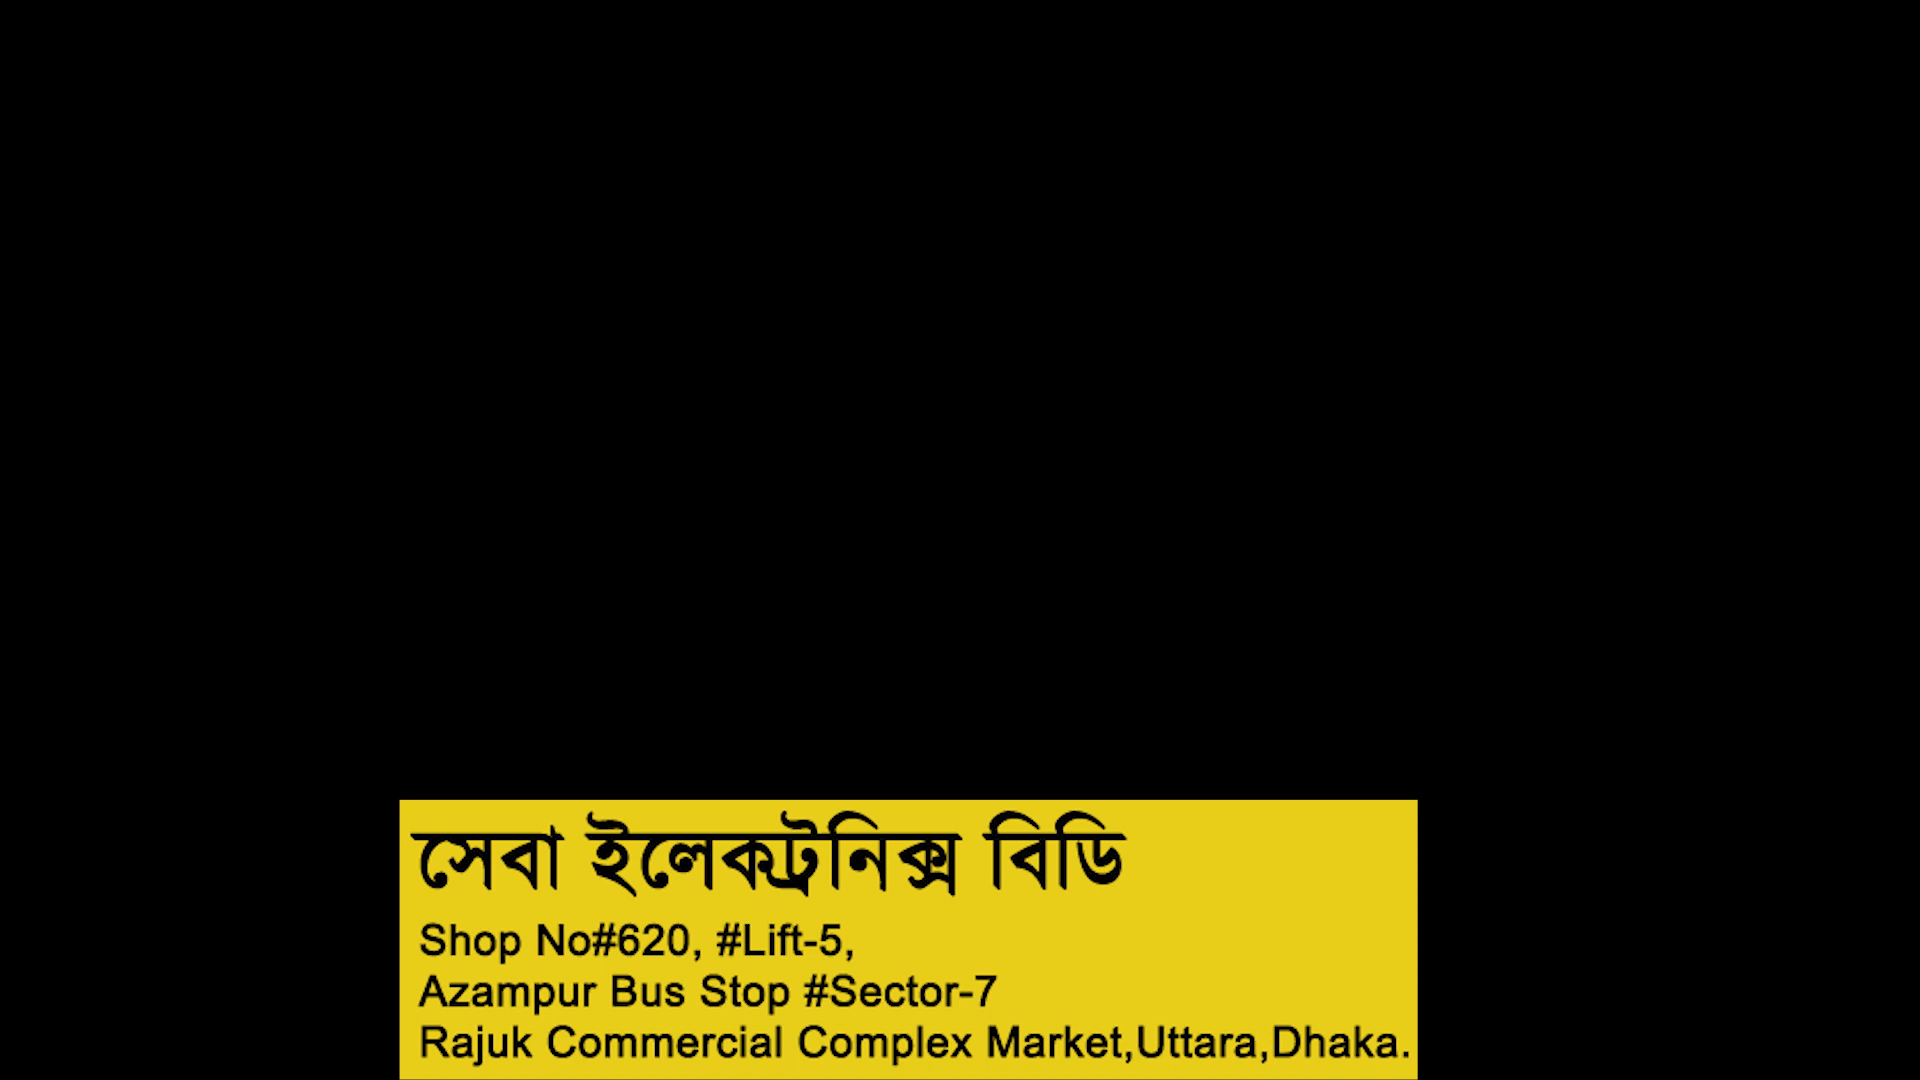 সেবা ইলেকট্রনিক্স বিডি
Shop No#620, #Lift-5,
Azampur Bus Stop #Sector-7
Rajuk Commercial Complex Market,Uttara,Dhaka.